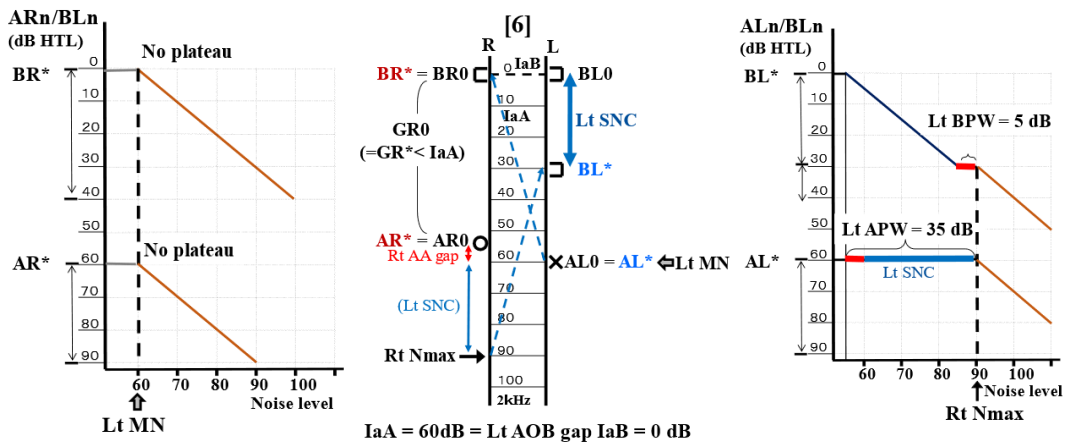 ARn/BLn
(dB HTL)
No plateau
BR*
0
10
20
30
40
50
No plateau
AR*
60
70
80
90
60 70 80 90 100
Noise level
Lt MN
[6]
R L
IaB
BR* = BR0
BL0
0
10
IaA
20
30
40
50
60
70
80
90
100
2kHz
GR0
(=GR*< IaA)
Lt SNC
BL*
AR* = AR0
Rt AA gap
AL0 = AL* Lt MN
(Lt SNC)
Rt Nmax
IaA = 60dB = Lt AOB gap IaB = 0 dB
ALn/BLn
(dB HTL)
BL*
0
10
20
30
40
50
60
70
80
90
Lt BPW = 5 dB
Lt APW = 35 dB
AL*
Lt SNC
60 70 80 90 100
Noise level
Rt Nmax